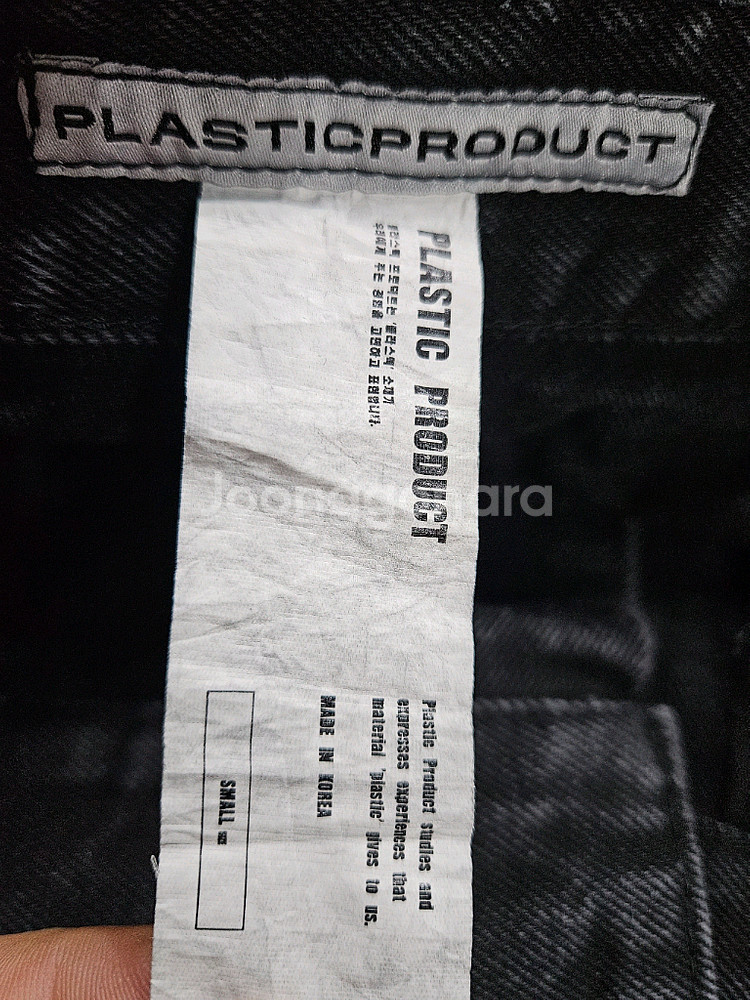 PLASTICPRODUCT
PLASTIC PRODUCT
플라스틱 프로덕트는 '플라스틱' 소재가
우리에게 주는 경험을 고민하고 표현합니다.
Plastic Product studies and
expresses experiences that
material 'plastic' gives to us.
MADE IN KOREA
SMALL
Joonggonara